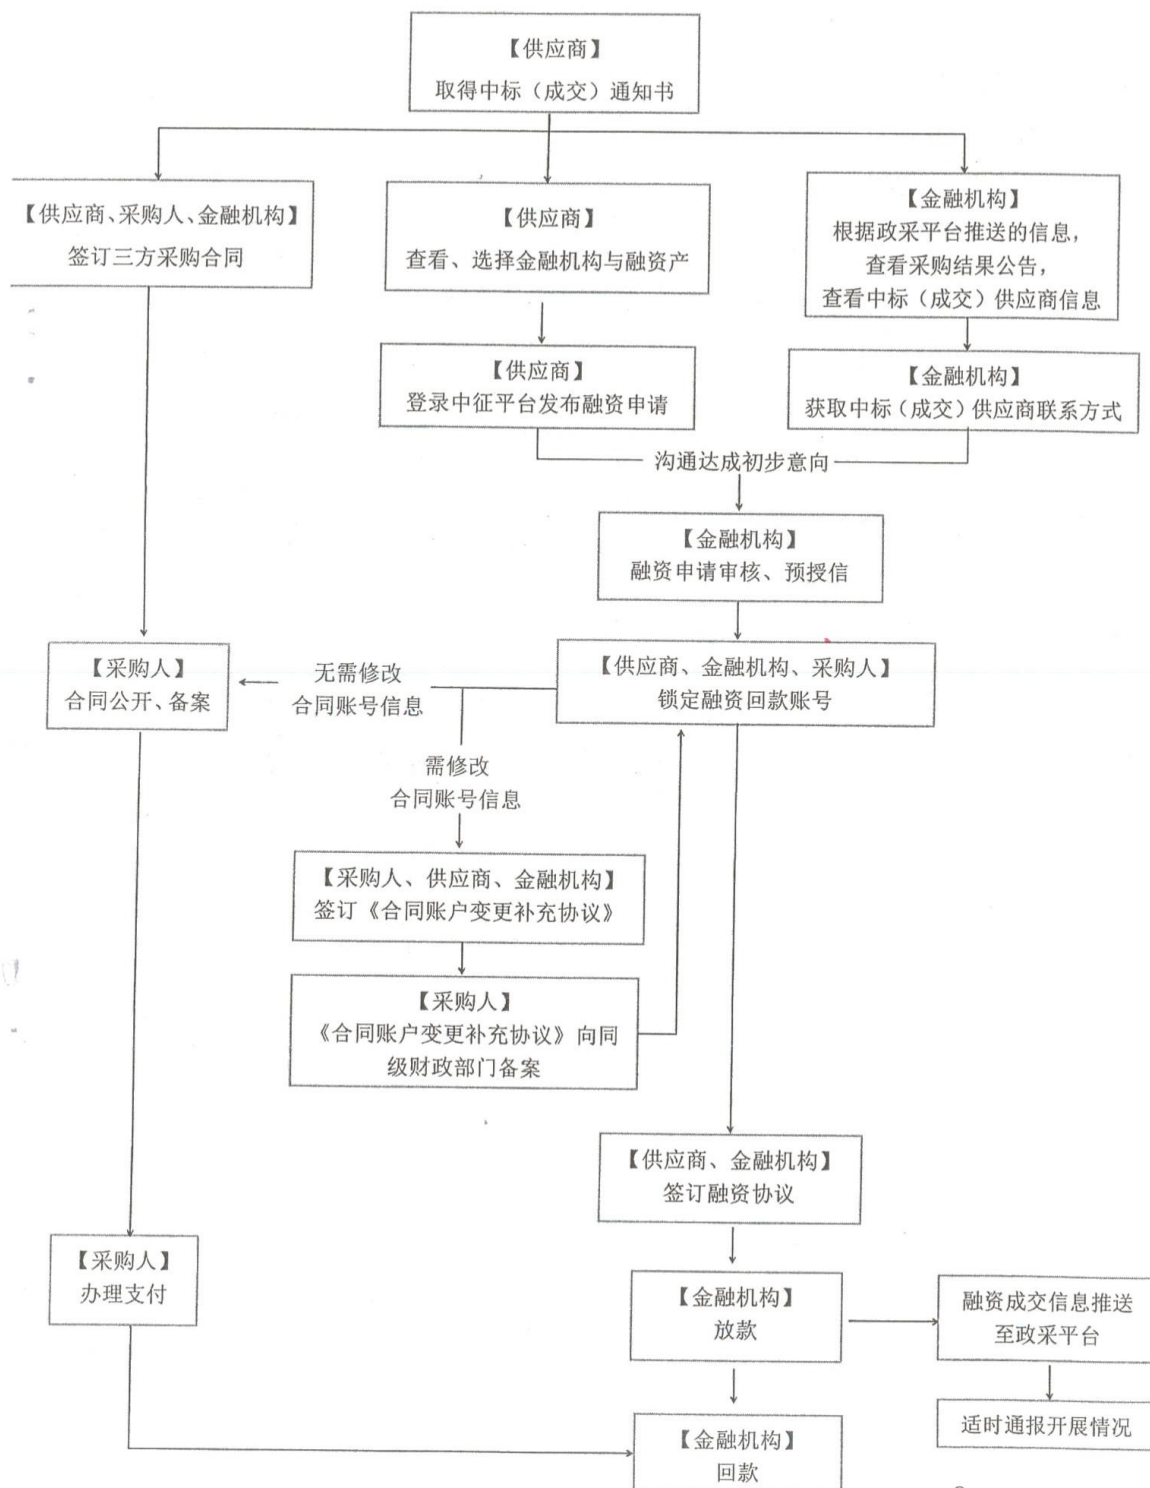 【供应商】
取得中标（成交）通知书
【供应商、采购人、金融机构】
签订三方采购合同
【供应商】
查看、选择金融机构与融资产
【金融机构】
根据政采平台推送的信息，
查看采购结果公告，
查看中标（成交）供应商信息
【供应商】
登录中征平台发布融资申请
【金融机构】
获取中标（成交）供应商联系方式
沟通达成初步意向
【金融机构】
融资申请审核、预授信
【采购人】
合同公开、备案
无需修改
合同账号信息
【供应商、金融机构、采购人】
锁定融资回款账号
需修改
合同账号信息
【采购人、供应商、金融机构】
签订《合同账户变更补充协议》
【采购人】
《合同账户变更补充协议》向同
级财政部门备案
【供应商、金融机构】
签订融资协议
【采购人】
办理支付
【金融机构】
放款
融资成交信息推送
至政采平台
适时通报开展情况
【金融机构】
回款